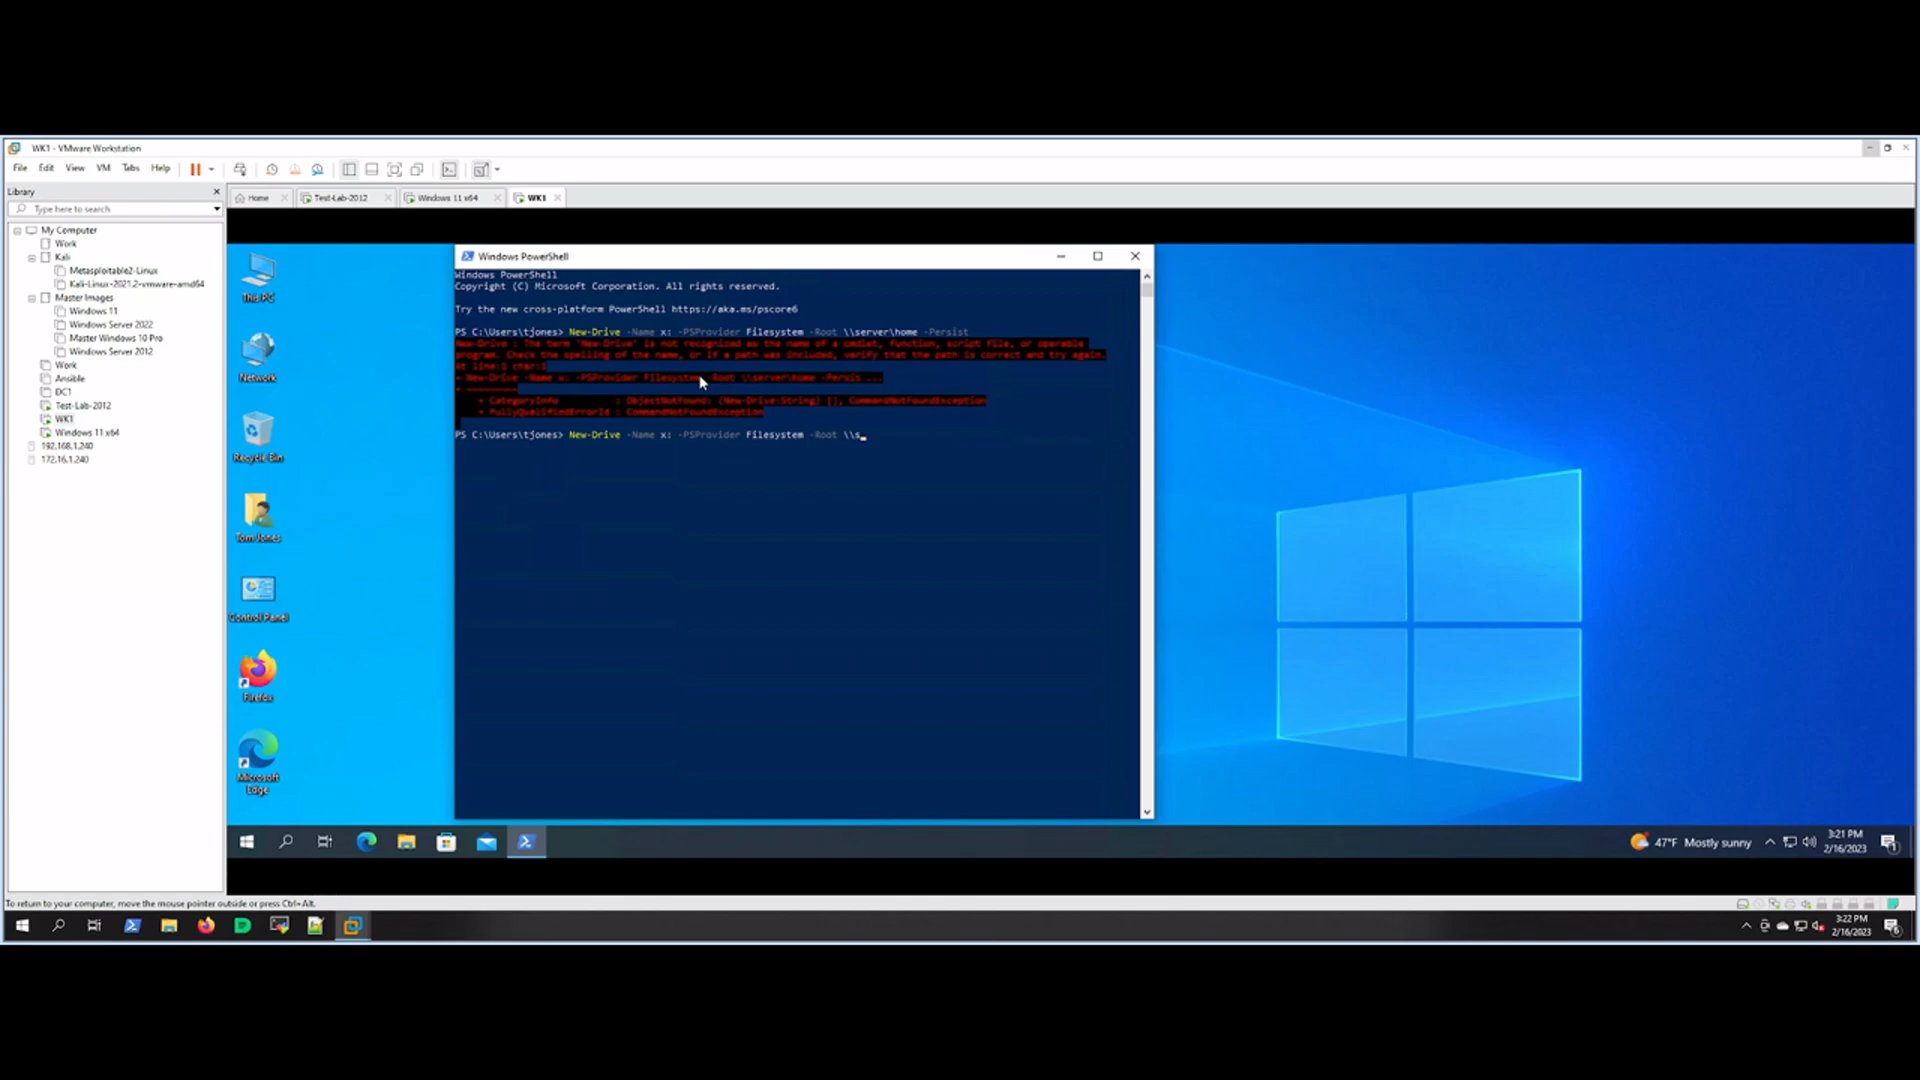 WK1 - VMware Workstation
File Edit View VM Tabs Help
Library
Type here to search
Home
Test-Lab-2012
Windows 11 x64
WK1
My Computer
Work
Kali
Metasploitable2-Linux
Kali-Linux-2021.2-vmware-amd64
Master Images
Windows 11
Windows Server 2022
Master Windows 10 Pro
Windows Server 2012
Work
Ansible
DC1
Test-Lab-2012
WK1
Windows 11 x64
192.168.1.240
172.16.1.240
This PC
Network
Recycle Bin
Tom Jones
Control Panel
Firefox
Microsoft
Edge
Windows PowerShell
Windows PowerShell
Copyright (C) Microsoft Corporation. All rights reserved.
Try the new cross-platform PowerShell https://aka.ms/pscore6
PS C:\Users\tjones> New-Drive -Name x: -PSProvider Filesystem -Root \\server\home -Persist
New-Drive : The term 'New-Drive' is not recognized as the name of a cmdlet, function, script file, or operable
program. Check the spelling of the name, or if a path was included, verify that the path is correct and try again.
At line:1 char:1
+ New-Drive -Name x: -PSProvider Filesystem -Root \\server\home -Persis ...
+ ~~~~~~~~~
+ CategoryInfo : ObjectNotFound: (New-Drive:String) [], CommandNotFoundException
+ FullyQualifiedErrorId : CommandNotFoundException
PS C:\Users\tjones> New-Drive -Name x: -PSProvider Filesystem -Root \\s_
47°F Mostly sunny
3:21 PM
2/16/2023
To return to your computer, move the mouse pointer outside or press Ctrl+Alt.
3:22 PM
2/16/2023